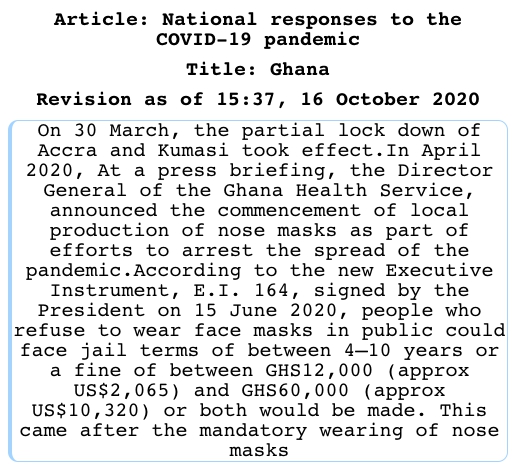 Article: National responses to the
COVID-19 pandemic
Title: Ghana
Revision as of 15:37, 16 October 2020
On 30 March, the partial lock down of
Accra and Kumasi took effect.In April
2020, At a press briefing, the Director
General of the Ghana Health Service,
announced the commencement of local
production of nose masks as part of
efforts to arrest the spread of the
pandemic.According to the new Executive
Instrument, E.I. 164, signed by the
President on 15 June 2020, people who
refuse to wear face masks in public could
face jail terms of between 4–10 years or
a fine of between GHS12,000 (approx
US$2,065) and GHS60,000 (approx
US$10,320) or both would be made. This
came after the mandatory wearing of nose
masks